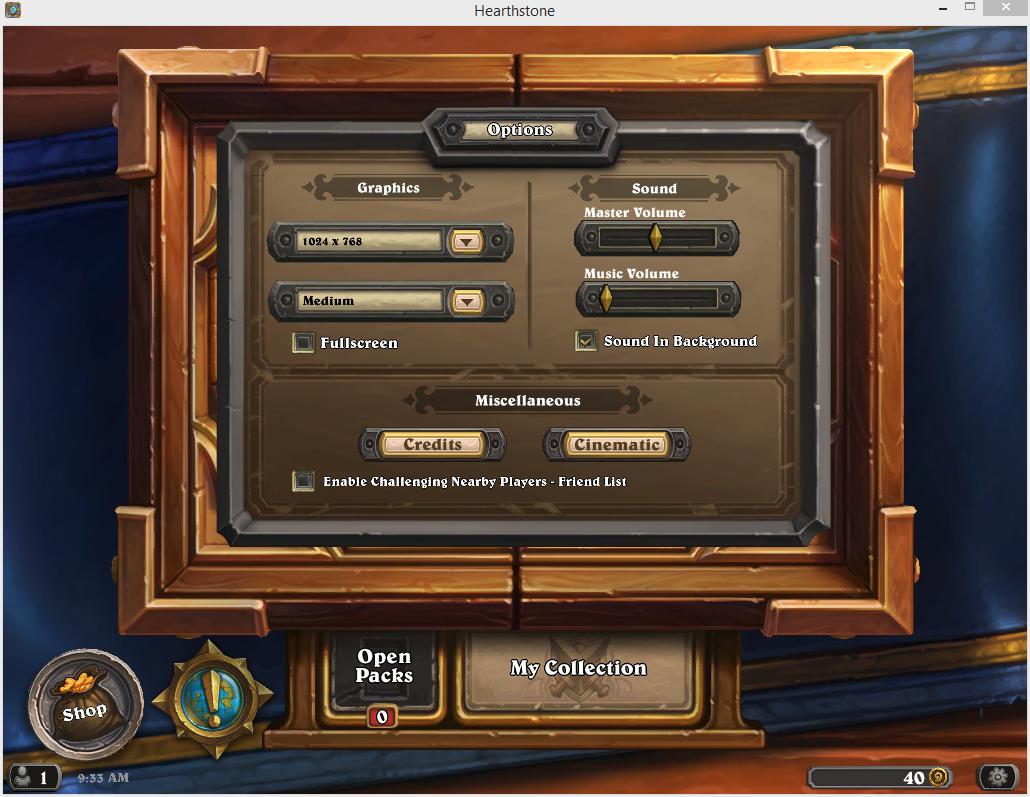 Hearthstone
Options
Graphics
Sound
Master Volume
1024 x 768
Music Volume
Medium
Fullscreen
Sound In Background
Miscellaneous
Credits
Cinematic
Enable Challenging Nearby Players - Friend List
Open
Packs
0
My Collection
Shop
1
9:33 AM
40